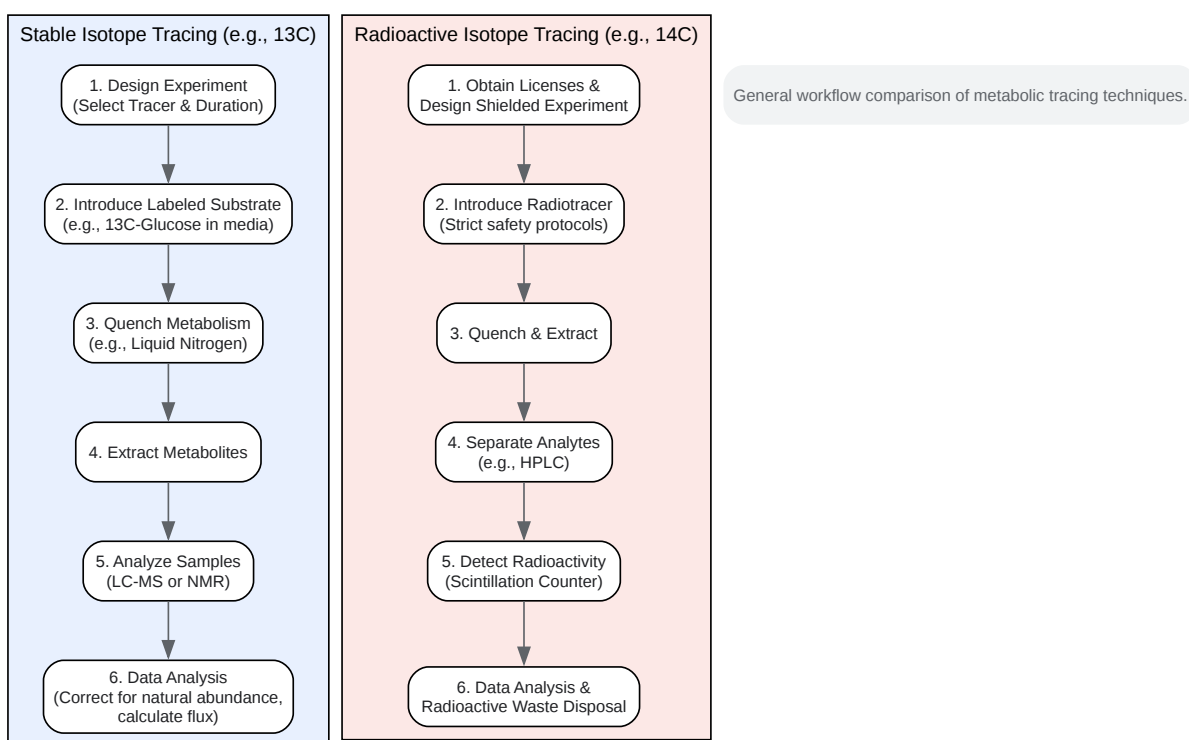 Stable Isotope Tracing (e.g., 13C)
1. Design Experiment
(Select Tracer & Duration)
2. Introduce Labeled Substrate
(e.g., 13C-Glucose in media)
3. Quench Metabolism
(e.g., Liquid Nitrogen)
4. Extract Metabolites
5. Analyze Samples
(LC-MS or NMR)
6. Data Analysis
(Correct for natural abundance,
calculate flux)
Radioactive Isotope Tracing (e.g., 14C)
1. Obtain Licenses &
Design Shielded Experiment
2. Introduce Radiotracer
(Strict safety protocols)
3. Quench & Extract
4. Separate Analytes
(e.g., HPLC)
5. Detect Radioactivity
(Scintillation Counter)
6. Data Analysis &
Radioactive Waste Disposal
General workflow comparison of metabolic tracing techniques.